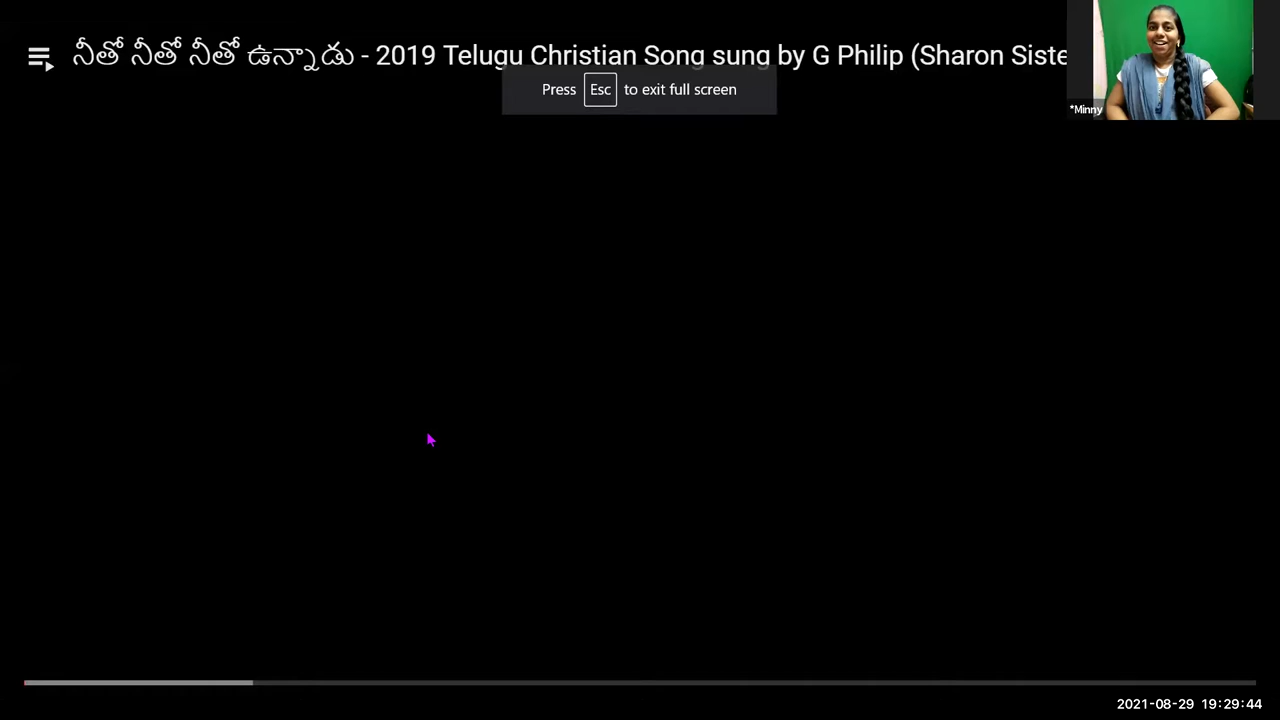 నీతో నీతో నీతో ఉన్నాడు - 2019 Telugu Christian Song sung by G Philip (Sharon Siste
Press Esc to exit full screen
*Minny
2021-08-29 19:29:44